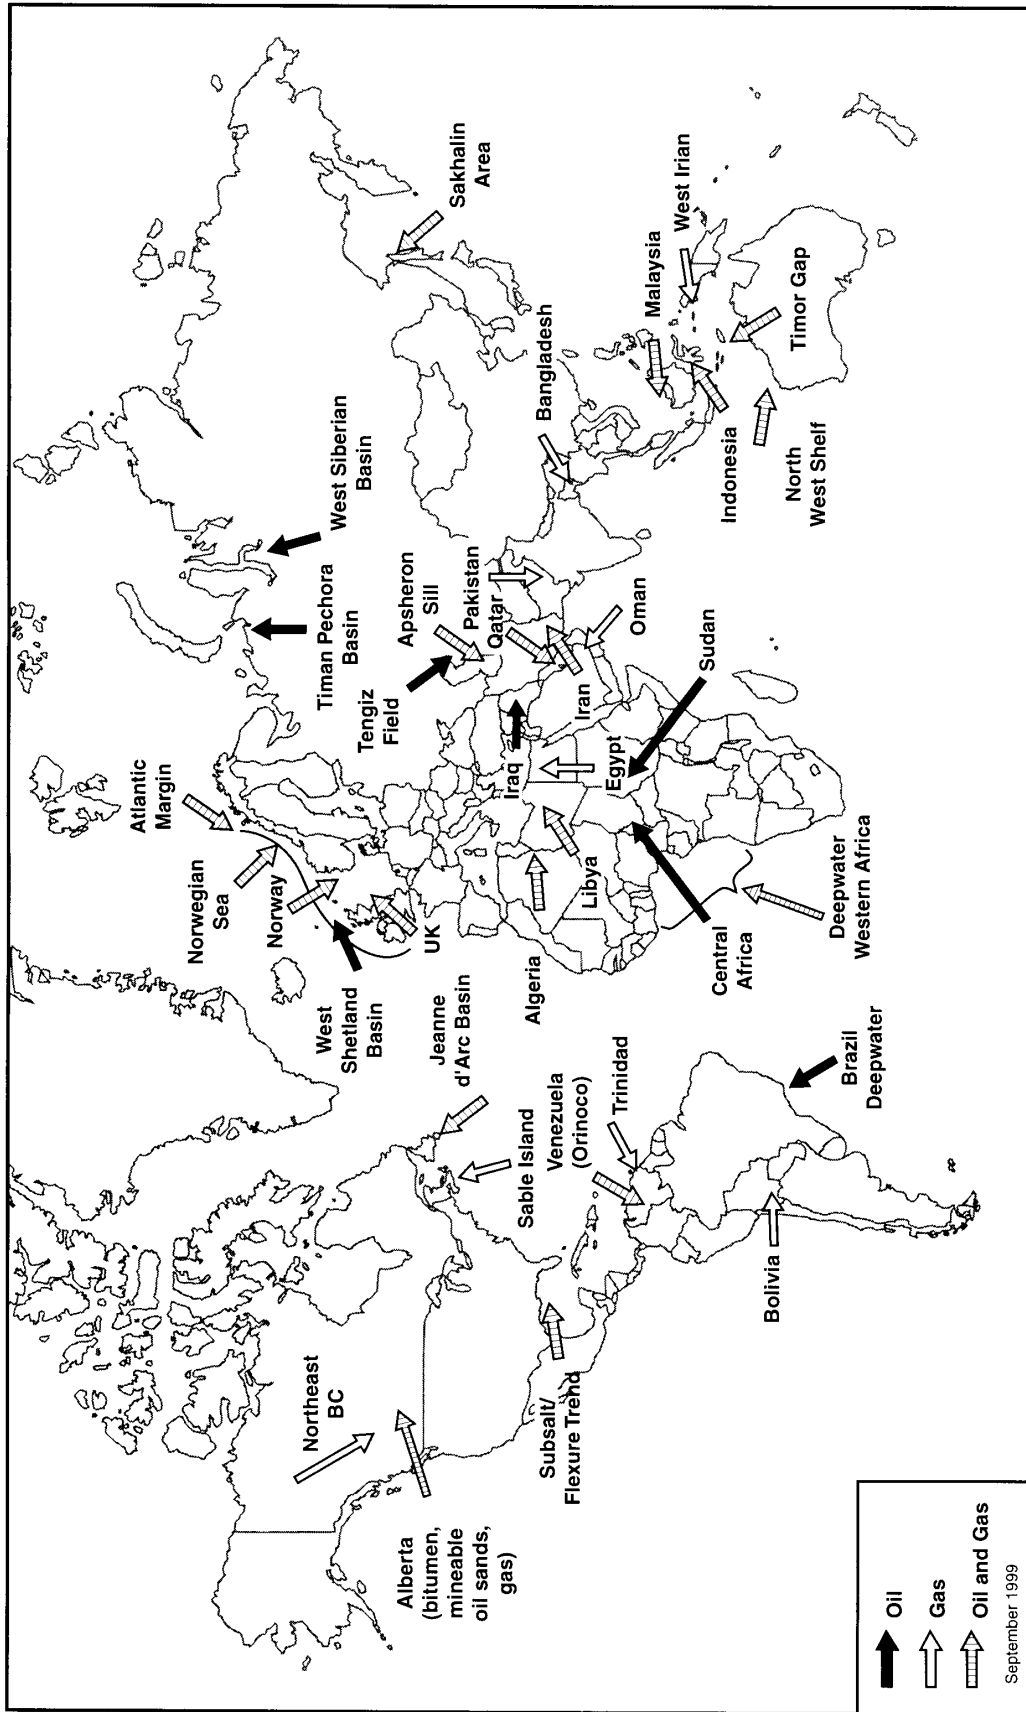 Northeast
BC
Alberta
(bitumen,
mineable
oil sands,
gas)
Subsalt/
Flexure Trend
Jeanne
d'Arc Basin
Sable Island
Venezuela
(Orinoco)
Trinidad
Bolivia
Brazil
Deepwater
Atlantic
Margin
Norwegian
Sea
Norway
West
Shetland
Basin
UK
Algeria
Libya
Egypt
Iraq
Central
Africa
Deepwater
Western Africa
Sudan
Timan Pechora
Basin
West Siberian
Basin
Tengiz
Field
Apsheron
Sill
Pakistan
Qatar
Iran
Oman
Bangladesh
Sakhalin
Area
Malaysia
West Irian
Indonesia
North
West Shelf
Timor Gap
Oil
Gas
Oil and Gas
September 1999